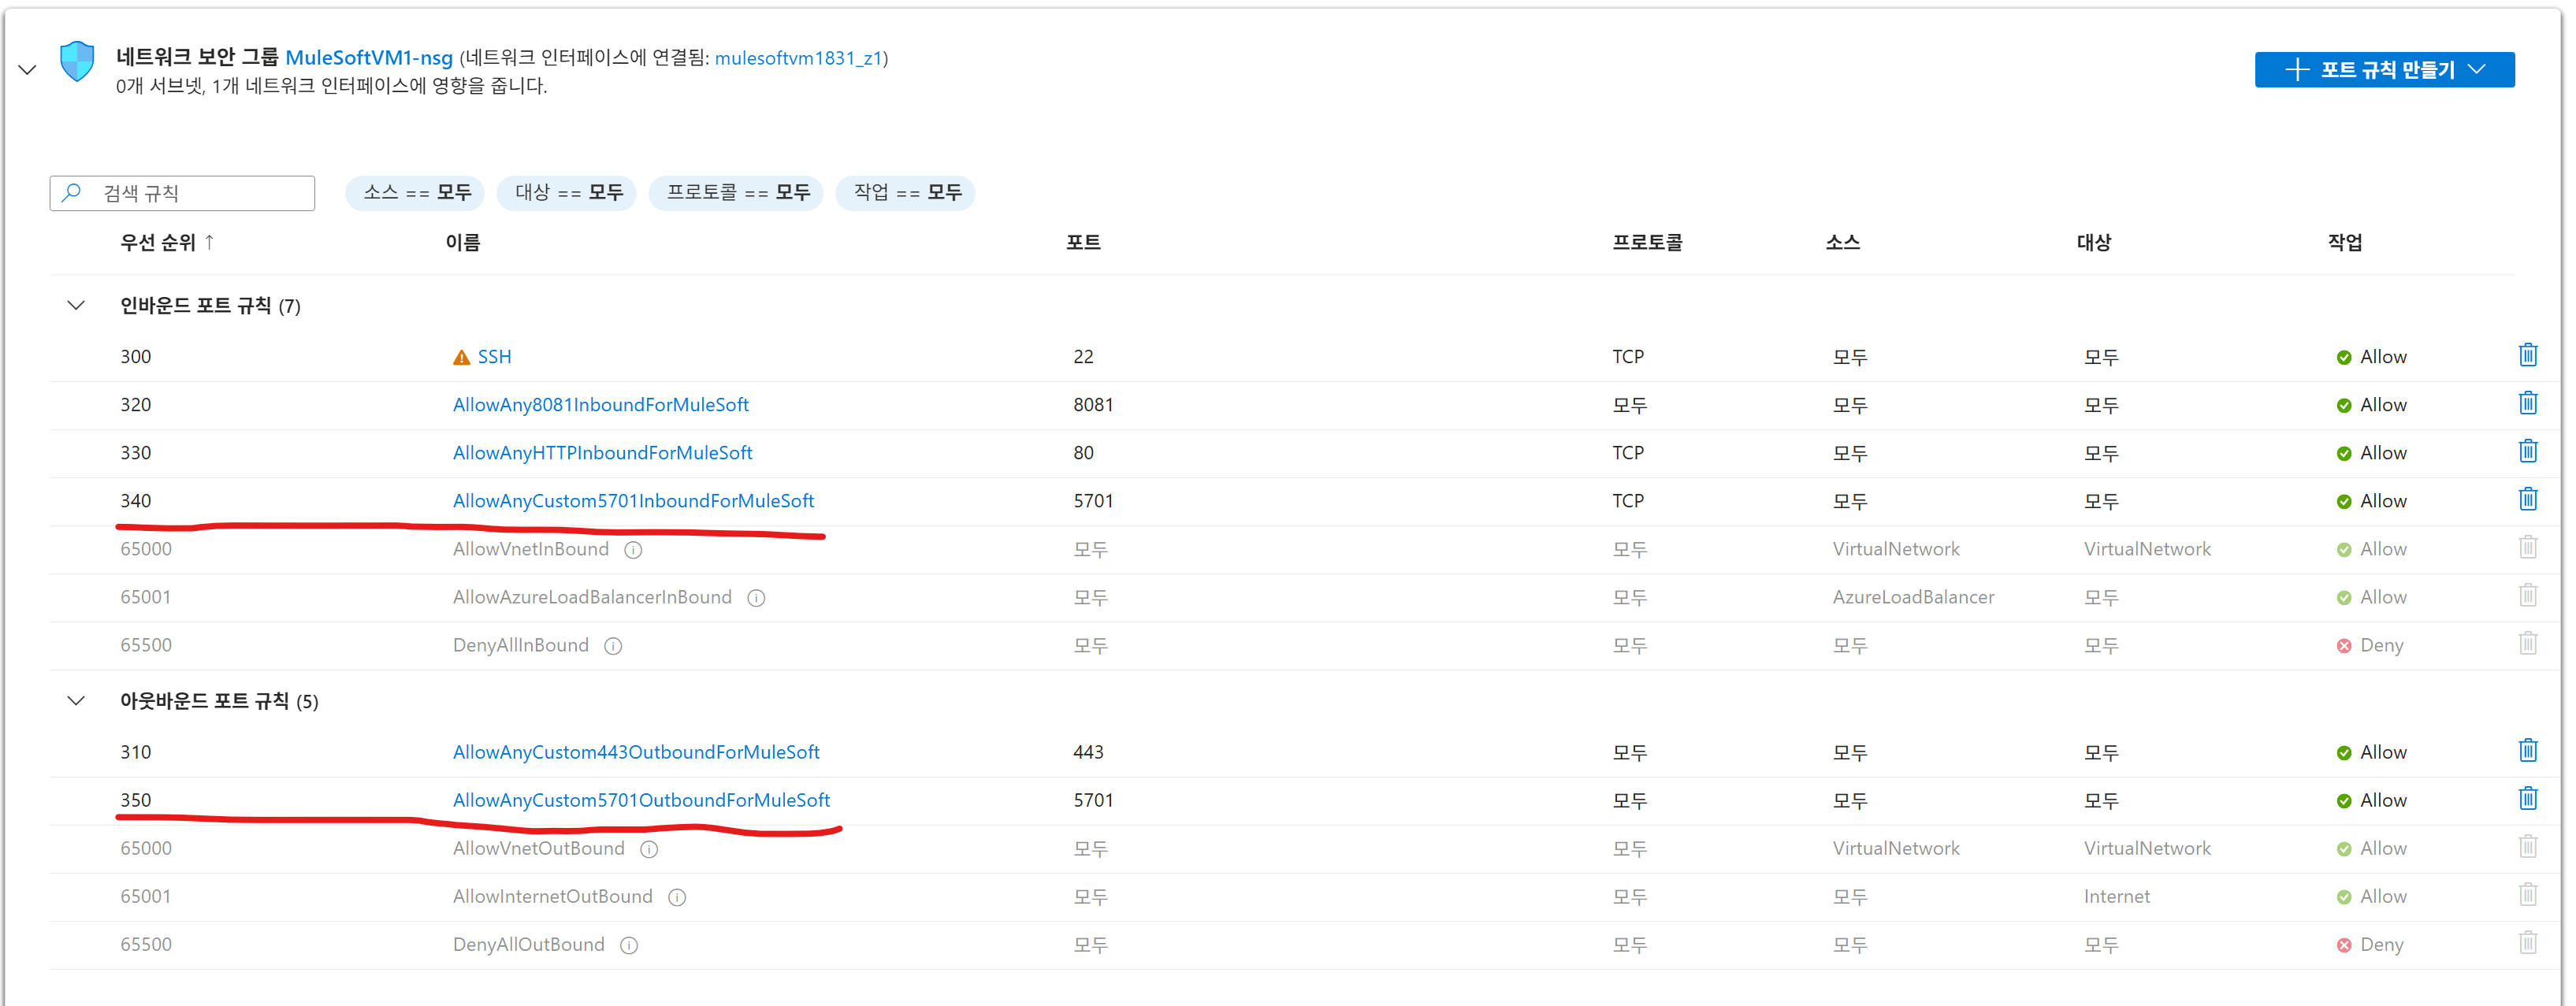 네트워크 보안 그룹 MuleSoftVM1-nsg (네트워크 인터페이스에 연결됨: mulesoftvm1831_z1)
0개 서브넷, 1개 네트워크 인터페이스에 영향을 줍니다.
포트 규칙 만들기
검색 규칙 소스 == 모두 대상 == 모두 프로토콜 == 모두 작업 == 모두
우선 순위 ↑ 이름 포트 프로토콜 소스 대상 작업
인바운드 포트 규칙 (7)
300 SSH 22 TCP 모두 모두 Allow
320 AllowAny8081InboundForMuleSoft 8081 모두 모두 모두 Allow
330 AllowAnyHTTPInboundForMuleSoft 80 TCP 모두 모두 Allow
340 AllowAnyCustom5701InboundForMuleSoft 5701 TCP 모두 모두 Allow
65000 AllowVnetInBound 모두 모두 VirtualNetwork VirtualNetwork Allow
65001 AllowAzureLoadBalancerInBound 모두 모두 AzureLoadBalancer 모두 Allow
65500 DenyAllInBound 모두 모두 모두 모두 Deny
아웃바운드 포트 규칙 (5)
310 AllowAnyCustom443OutboundForMuleSoft 443 모두 모두 모두 Allow
350 AllowAnyCustom5701OutboundForMuleSoft 5701 모두 모두 모두 Allow
65000 AllowVnetOutBound 모두 모두 VirtualNetwork VirtualNetwork Allow
65001 AllowInternetOutBound 모두 모두 모두 Internet Allow
65500 DenyAllOutBound 모두 모두 모두 모두 Deny